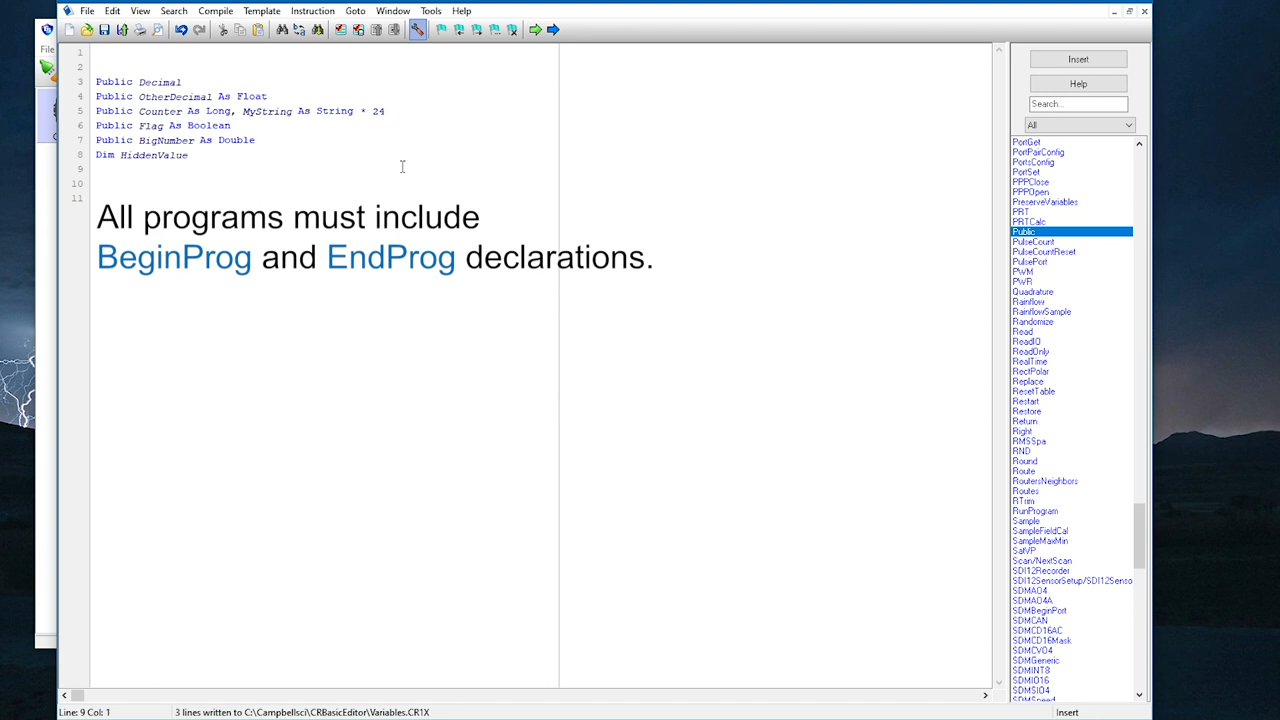 File Edit View Search Compile Template Instruction Goto Window Tools Help
File
1
2
3 Public Decimal
4 Public OtherDecimal As Float
5 Public Counter As Long, MyString As String * 24
6 Public Flag As Boolean
7 Public BigNumber As Double
8 Dim HiddenValue
9
10
11
All programs must include
BeginProg and EndProg declarations.
Insert
Help
Search...
All
PortGet
PortPairConfig
PortsConfig
PortSet
PPPClose
PPPOpen
PreserveVariables
PRT
PRTCalc
Public
PulseCount
PulseCountReset
PulsePort
PWM
PWR
Quadrature
Rainflow
RainflowSample
Randomize
Read
ReadIO
ReadOnly
RealTime
RectPolar
Replace
ResetTable
Restart
Restore
Return
Right
RMSSpa
RND
Round
Route
RoutersNeighbors
Routes
RTrim
RunProgram
Sample
SampleFieldCal
SampleMaxMin
SatVP
Scan/NextScan
SDI12Recorder
SDI12SensorSetup/SDI12Senso
SDMAO4
SDMAO4A
SDMBeginPort
SDMCAN
SDMCD16AC
SDMCD16Mask
SDMCVO4
SDMGeneric
SDMINT8
SDMIO16
SDMSIO4
SDMSpeed
Line: 9 Col: 1 3 lines written to C:\Campbellsci\CRBasicEditor\Variables.CR1X Insert